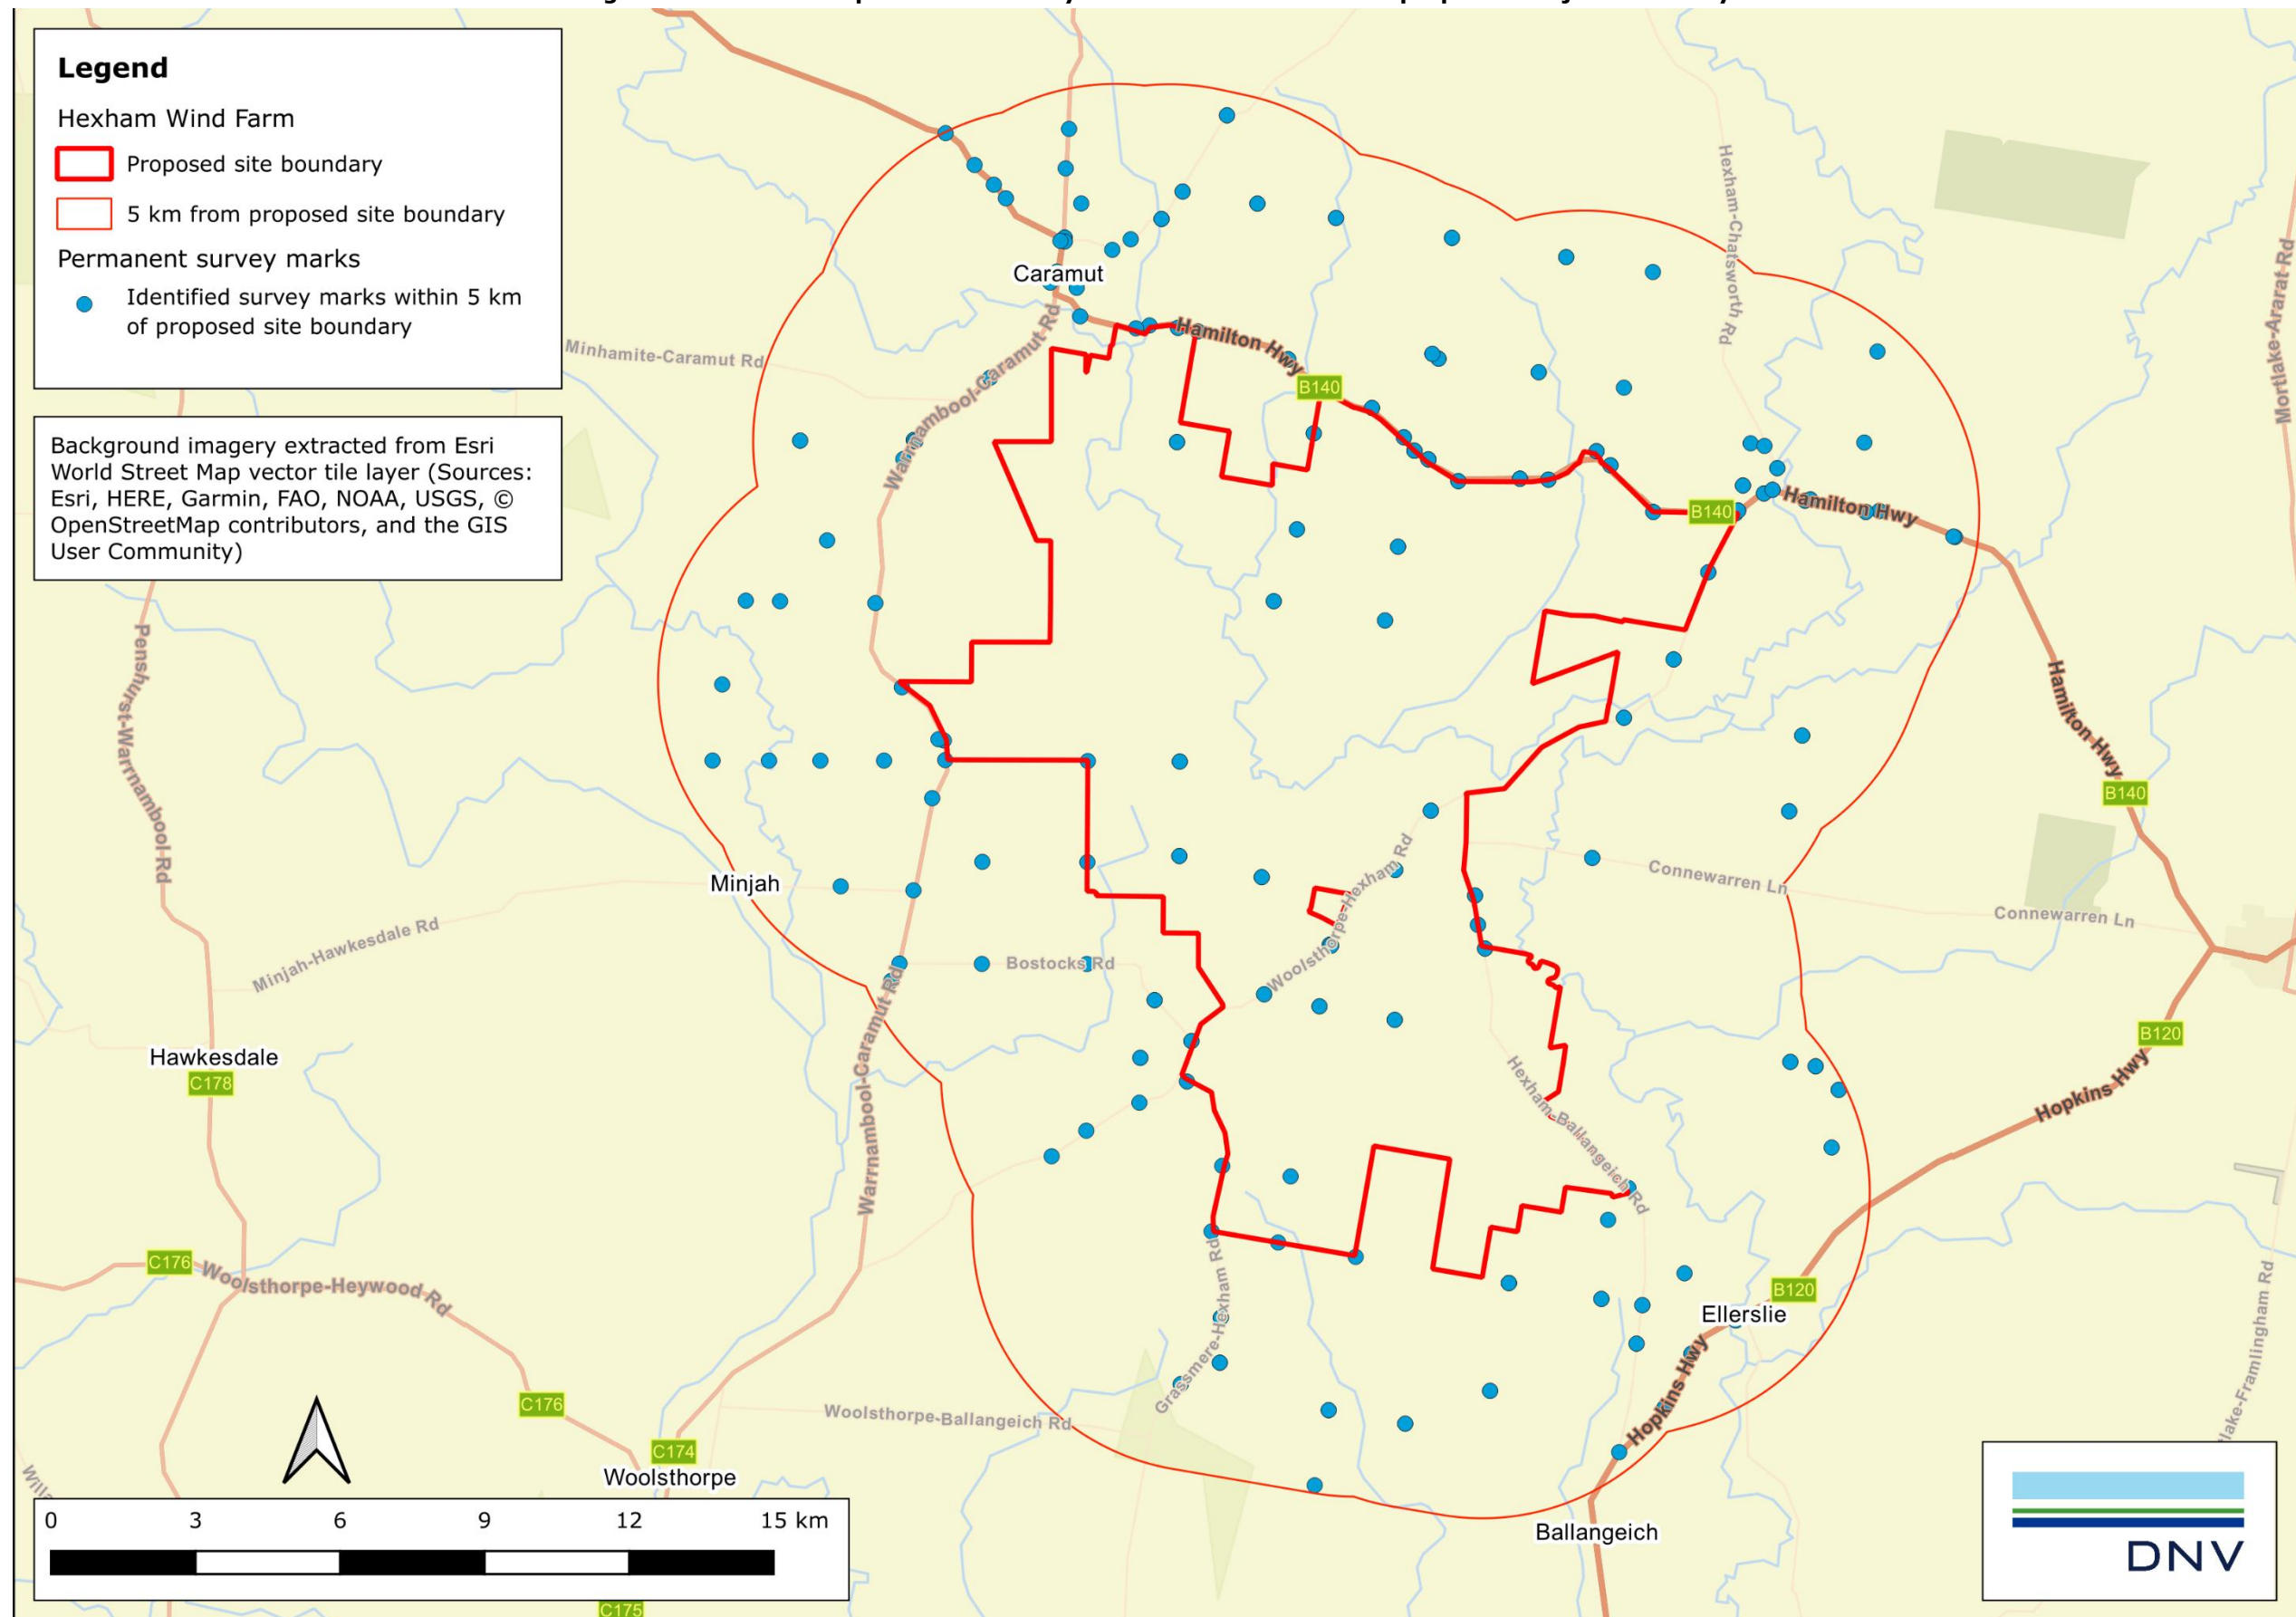 Legend
Hexham Wind Farm
Proposed site boundary
5 km from proposed site boundary
Permanent survey marks
Identified survey marks within 5 km
of proposed site boundary
Background imagery extracted from Esri
World Street Map vector tile layer (Sources:
Esri, HERE, Garmin, FAO, NOAA, USGS, ©
OpenStreetMap contributors, and the GIS
User Community)
Hexham-Chatsworth Rd
Mortlake-Ararat Rd
Caramut
Hamilton Hwy
Minhamite-Caramut Rd
Warrnambool-Caramut Rd
B140
B140
Hamilton Hwy
Penshurst-Warrnambool Rd
Hamilton Hwy
B140
Minjah
Woolsthorpe-Hexham Rd
Connewarren Ln
Connewarren Ln
Minjah-Hawkesdale Rd
Bostocks Rd
Hawkesdale
C178
Warrnambool-Caramut Rd
B120
Hopkins Hwy
Hexham-Ballangeich Rd
C176
Woolsthorpe-Heywood Rd
Grassmere-Hexham Rd
B120
Ellerslie
lake-Framlingham Rd
Hopkins Hwy
C176
Woolsthorpe-Ballangeich Rd
C174
Woolsthorpe
Ballangeich
0 3 6 9 12 15 km
C175
DNV